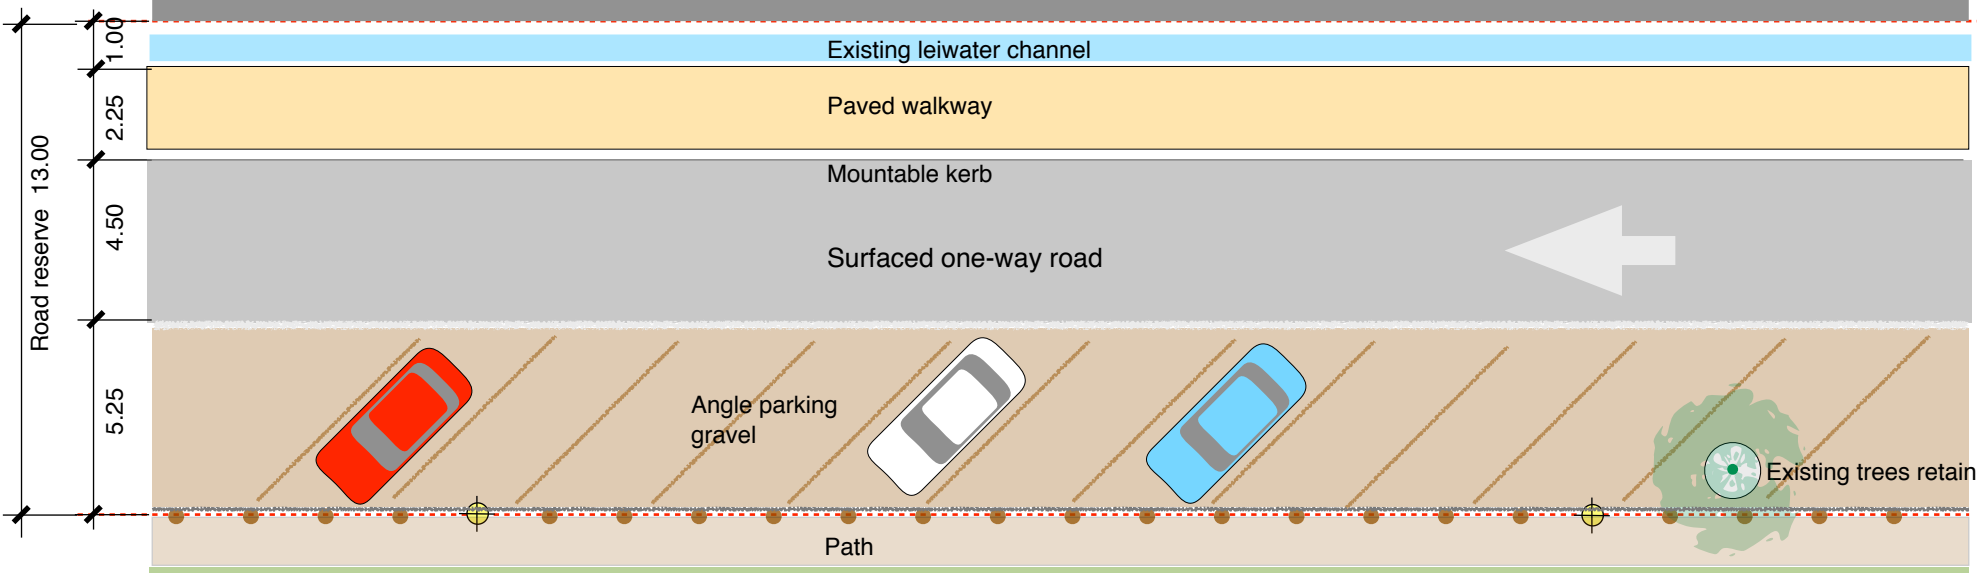 Road reserve 13.00
1.00
2.25
4.50
5.25
Existing leiwater channel
Paved walkway
Mountable kerb
Surfaced one-way road
Angle parking
gravel
Existing trees retain
Path